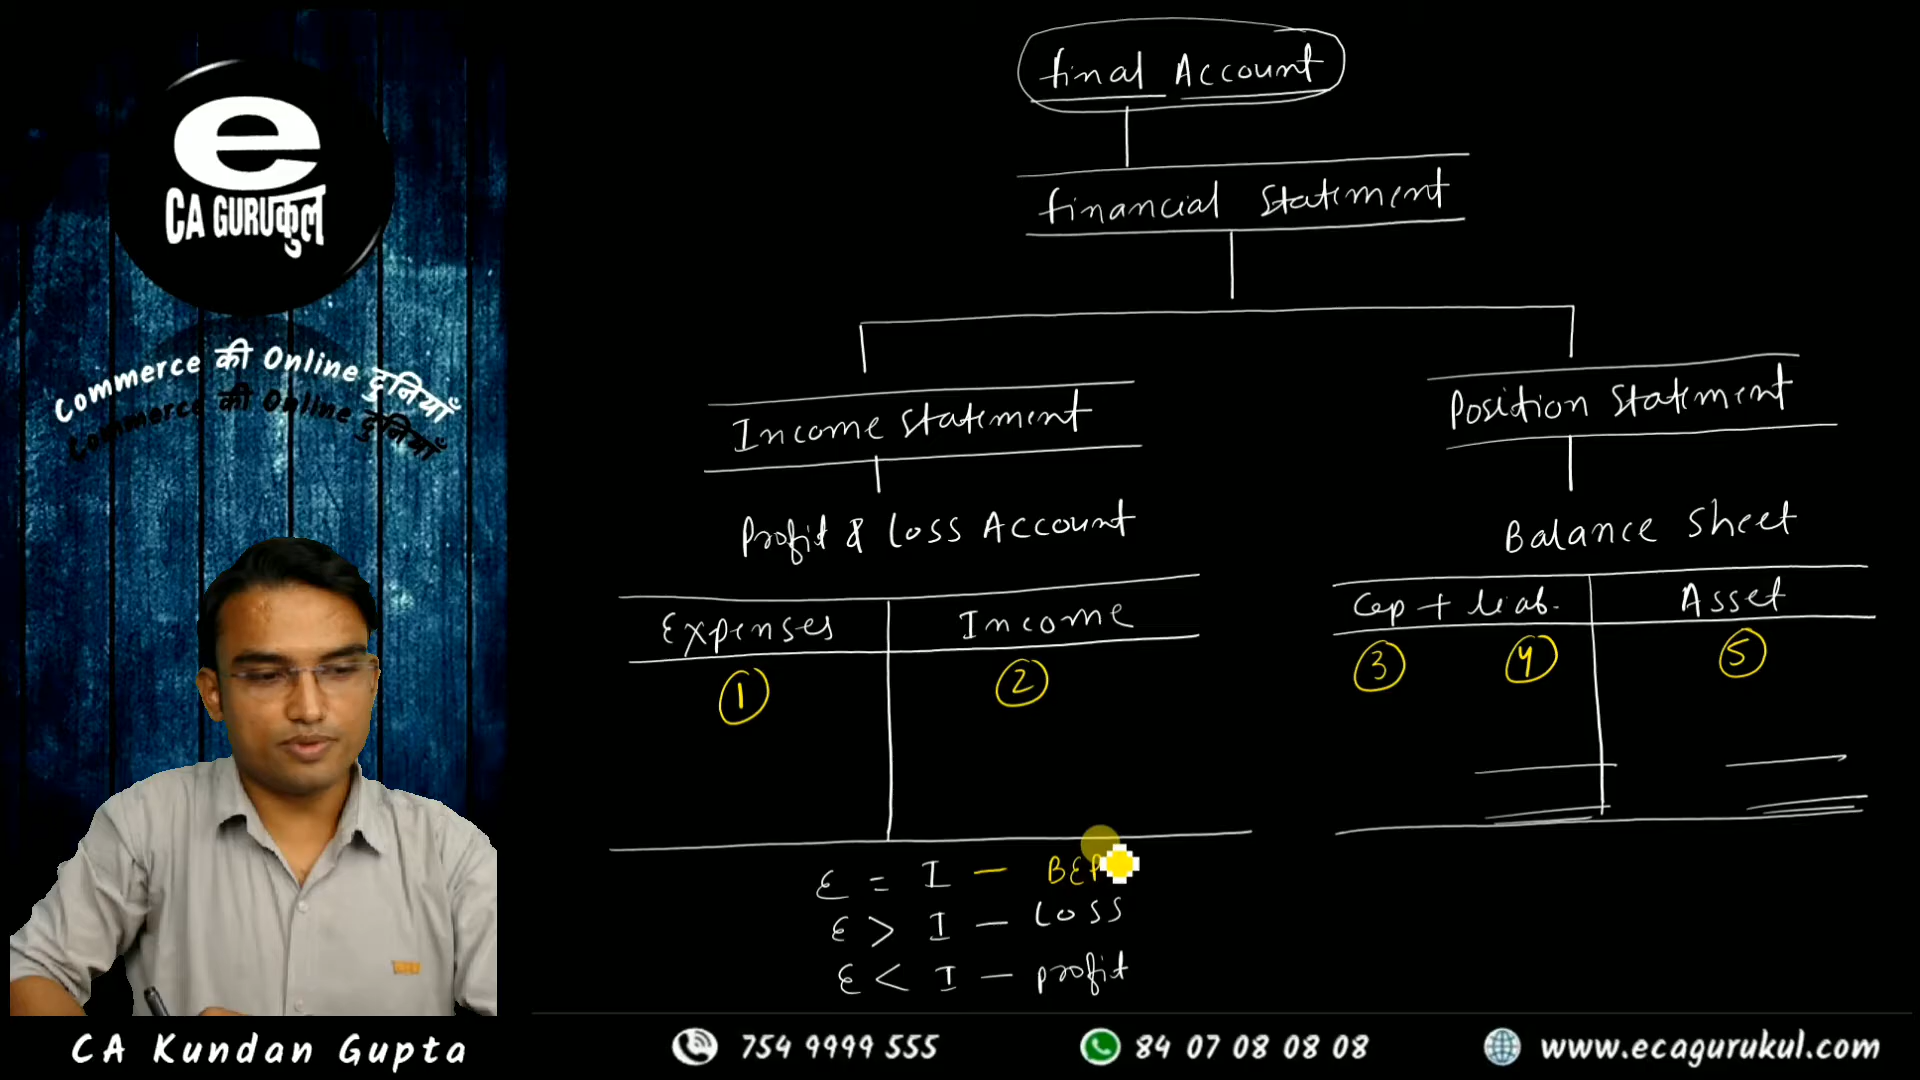 e
CA GURUकुल
Commerce की Online दुनियाँ
Commerce की Online दुनियाँ
Final Account
Financial Statement
Income Statement
Position Statement
Profit & Loss Account
Balance Sheet
Expenses
Income
Cap + Liab.
Asset
1
2
3
4
5
E = I — BEP
E > I — Loss
E < I — Profit
CA Kundan Gupta
754 9999 555
84 07 08 08 08
www.ecagurukul.com